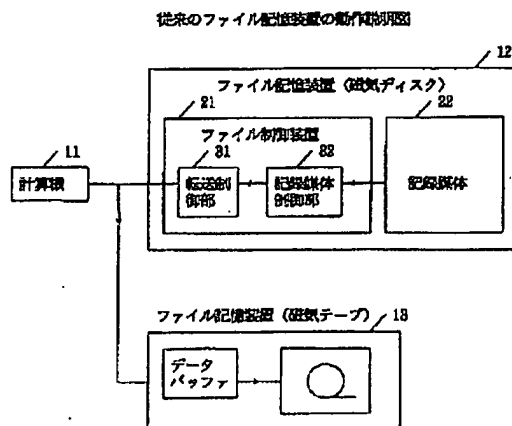 従来のファイル記憶装置の動作説明図
12
ファイル記憶装置(磁気ディスク)
21
22
ファイル制御装置
11
31
32
計算機
転送制
御部
記録媒体
制御部
記録媒体
ファイル記憶装置(磁気テープ)
13
データ
バッファ